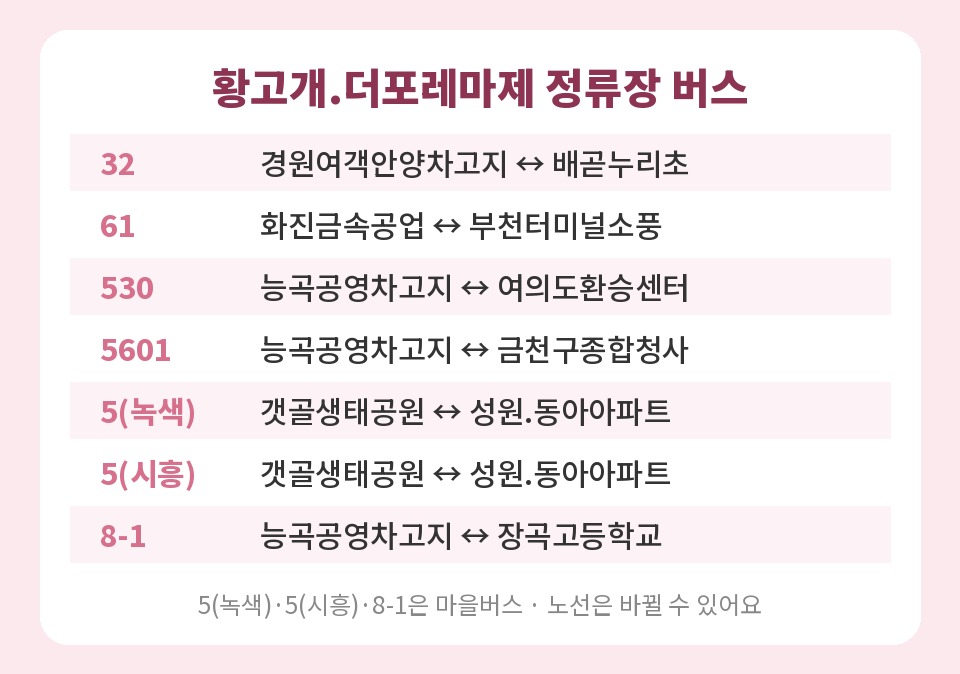 황고개.더포레마제 정류장 버스
32 경원여객안양차고지 ↔ 배곧누리초
61 화진금속공업 ↔ 부천터미널소풍
530 능곡공영차고지 ↔ 여의도환승센터
5601 능곡공영차고지 ↔ 금천구종합청사
5(녹색) 갯골생태공원 ↔ 성원.동아아파트
5(시흥) 갯골생태공원 ↔ 성원.동아아파트
8-1 능곡공영차고지 ↔ 장곡고등학교
5(녹색)·5(시흥)·8-1은 마을버스 · 노선은 바뀔 수 있어요